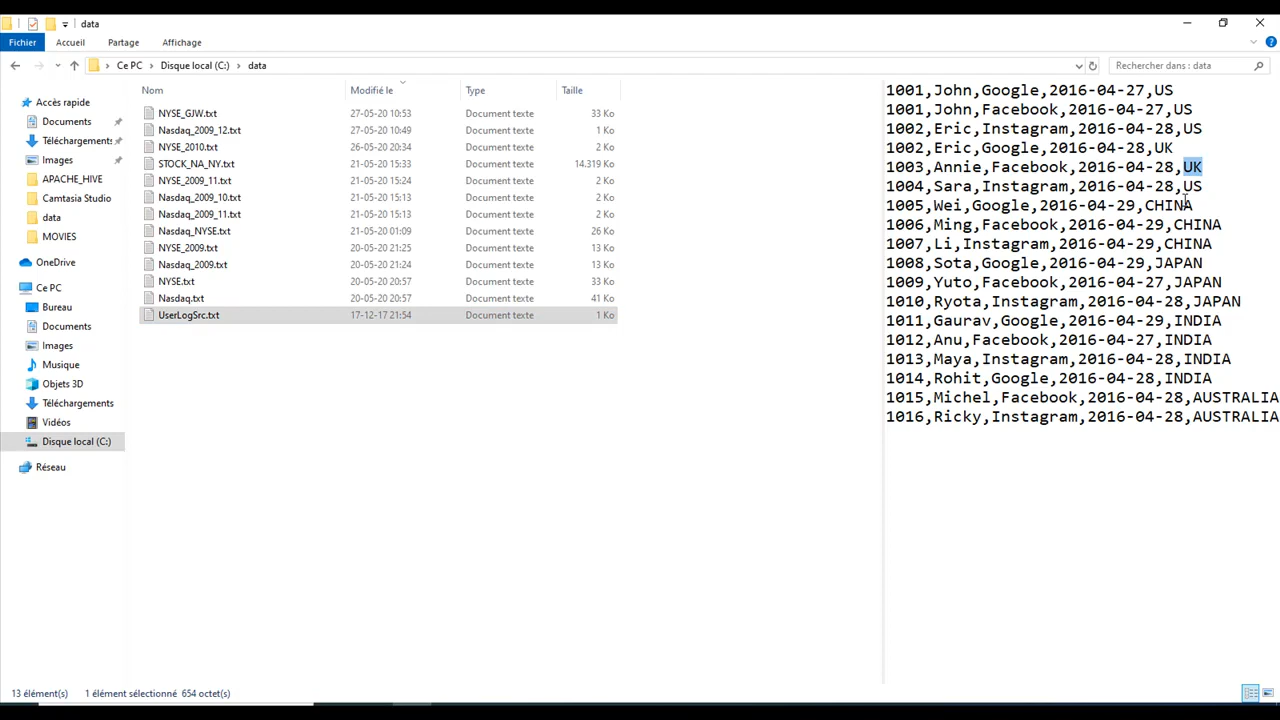 data
Fichier
Accueil
Partage
Affichage
Ce PC
Disque local (C:)
data
Rechercher dans : data
Accès rapide
Documents
Téléchargements
Images
APACHE_HIVE
Camtasia Studio
data
MOVIES
OneDrive
Ce PC
Bureau
Documents
Images
Musique
Objets 3D
Téléchargements
Vidéos
Disque local (C:)
Réseau
Nom Modifié le Type Taille
NYSE_GJW.txt 27-05-20 10:53 Document texte 33 Ko
Nasdaq_2009_12.txt 27-05-20 10:49 Document texte 1 Ko
NYSE_2010.txt 26-05-20 20:34 Document texte 2 Ko
STOCK_NA_NY.txt 21-05-20 15:33 Document texte 14.319 Ko
NYSE_2009_11.txt 21-05-20 15:24 Document texte 2 Ko
Nasdaq_2009_10.txt 21-05-20 15:13 Document texte 2 Ko
Nasdaq_2009_11.txt 21-05-20 15:13 Document texte 2 Ko
Nasdaq_NYSE.txt 21-05-20 01:09 Document texte 26 Ko
NYSE_2009.txt 20-05-20 21:25 Document texte 13 Ko
Nasdaq_2009.txt 20-05-20 21:24 Document texte 13 Ko
NYSE.txt 20-05-20 20:57 Document texte 33 Ko
Nasdaq.txt 20-05-20 20:57 Document texte 41 Ko
UserLogSrc.txt 17-12-17 21:54 Document texte 1 Ko
1001,John,Google,2016-04-27,US
1001,John,Facebook,2016-04-27,US
1002,Eric,Instagram,2016-04-28,US
1002,Eric,Google,2016-04-28,UK
1003,Annie,Facebook,2016-04-28,UK
1004,Sara,Instagram,2016-04-28,US
1005,Wei,Google,2016-04-29,CHINA
1006,Ming,Facebook,2016-04-29,CHINA
1007,Li,Instagram,2016-04-29,CHINA
1008,Sota,Google,2016-04-29,JAPAN
1009,Yuto,Facebook,2016-04-27,JAPAN
1010,Ryota,Instagram,2016-04-28,JAPAN
1011,Gaurav,Google,2016-04-29,INDIA
1012,Anu,Facebook,2016-04-27,INDIA
1013,Maya,Instagram,2016-04-28,INDIA
1014,Rohit,Google,2016-04-28,INDIA
1015,Michel,Facebook,2016-04-28,AUSTRALIA
1016,Ricky,Instagram,2016-04-28,AUSTRALIA
13 élément(s) 1 élément sélectionné 654 octet(s)